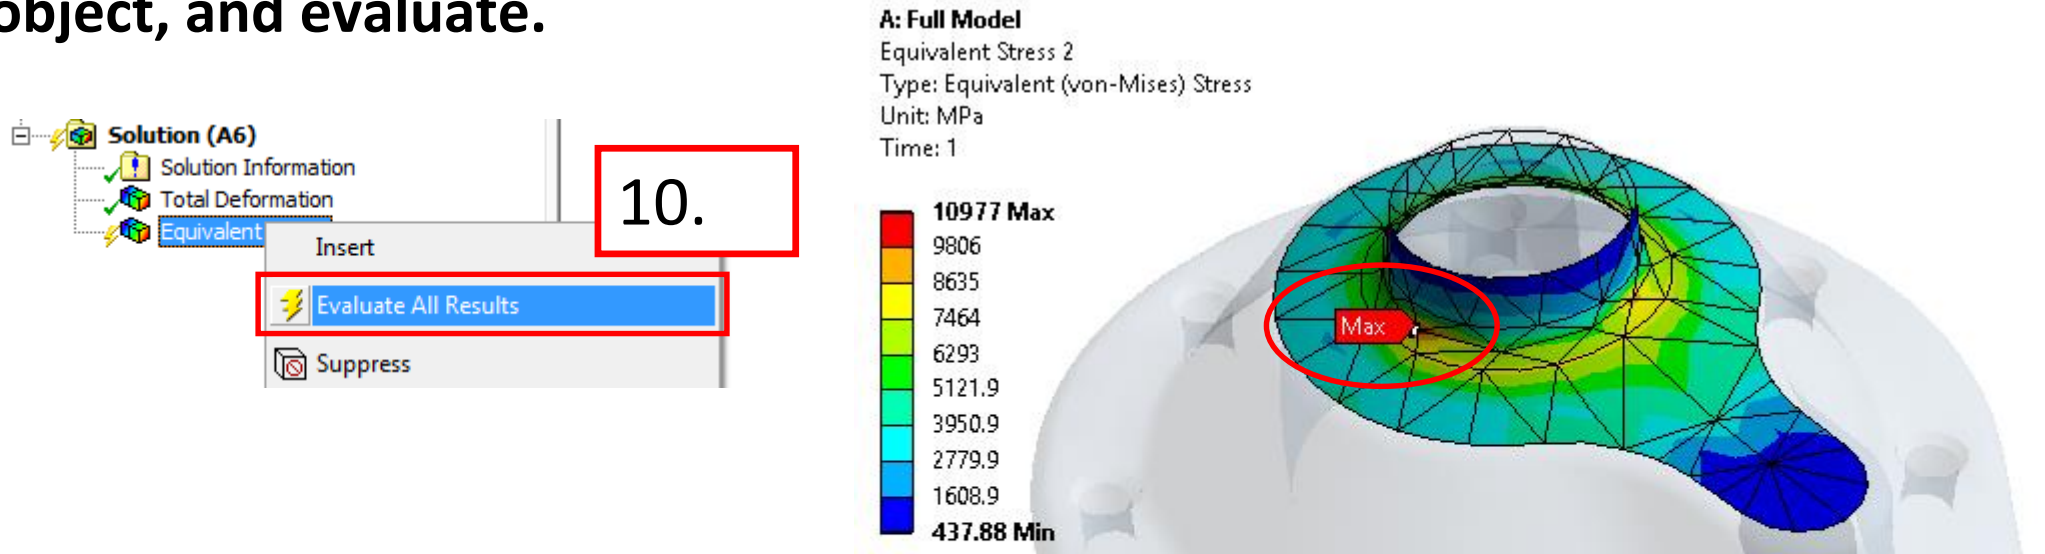 object, and evaluate.
Solution (A6)
Solution Information
Total Deformation
Equivalent
Insert
Evaluate All Results
Suppress
10.
A: Full Model
Equivalent Stress 2
Type: Equivalent (von-Mises) Stress
Unit: MPa
Time: 1
10977 Max
9806
8635
7464
6293
5121.9
3950.9
2779.9
1608.9
437.88 Min
Max